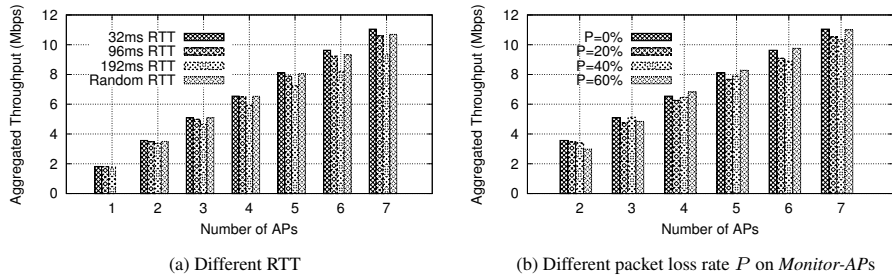 Aggregated Throughput (Mbps)
12
10
8
6
4
2
0
32ms RTT
96ms RTT
192ms RTT
Random RTT
1 2 3 4 5 6 7
Number of APs
(a) Different RTT
Aggregated Throughput (Mbps)
12
10
8
6
4
2
0
P=0%
P=20%
P=40%
P=60%
2 3 4 5 6 7
Number of APs
(b) Different packet loss rate P on Monitor-APs